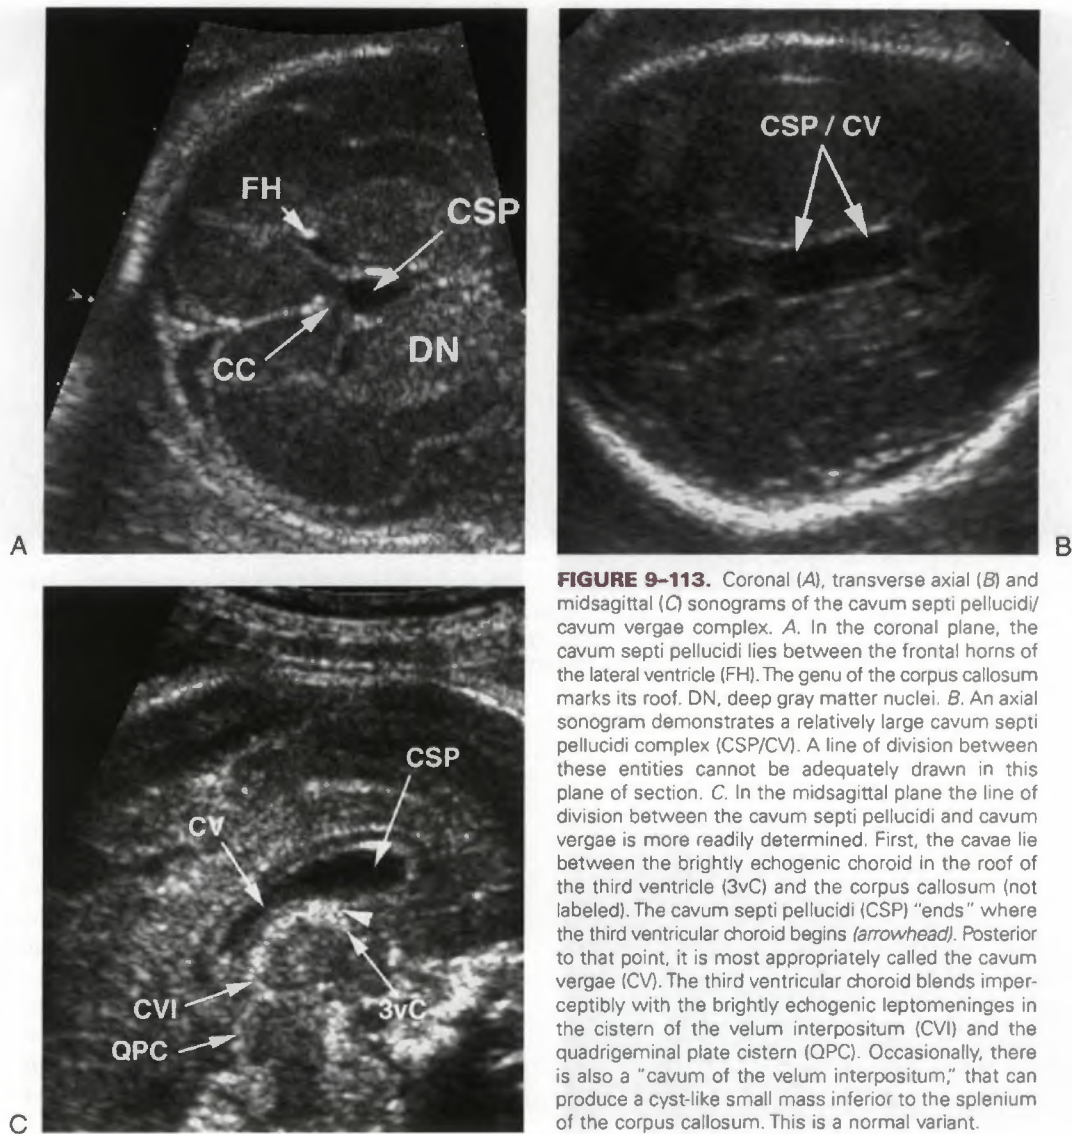 FH
CSP
CC
DN
A
CSP / CV
B
CSP
CV
CVI
3vC
QPC
C
FIGURE 9–113. Coronal (A), transverse axial (B) and
midsagittal (C) sonograms of the cavum septi pellucidi/
cavum vergae complex. A. In the coronal plane, the
cavum septi pellucidi lies between the frontal horns of
the lateral ventricle (FH). The genu of the corpus callosum
marks its roof. DN, deep gray matter nuclei. B. An axial
sonogram demonstrates a relatively large cavum septi
pellucidi complex (CSP/CV). A line of division between
these entities cannot be adequately drawn in this
plane of section. C. In the midsagittal plane the line of
division between the cavum septi pellucidi and cavum
vergae is more readily determined. First, the cavae lie
between the brightly echogenic choroid in the roof of
the third ventricle (3vC) and the corpus callosum (not
labeled). The cavum septi pellucidi (CSP) "ends" where
the third ventricular choroid begins (arrowhead). Posterior
to that point, it is most appropriately called the cavum
vergae (CV). The third ventricular choroid blends imper-
ceptibly with the brightly echogenic leptomeninges in
the cistern of the velum interpositum (CVI) and the
quadrigeminal plate cistern (QPC). Occasionally, there
is also a "cavum of the velum interpositum," that can
produce a cyst-like small mass inferior to the splenium
of the corpus callosum. This is a normal variant.